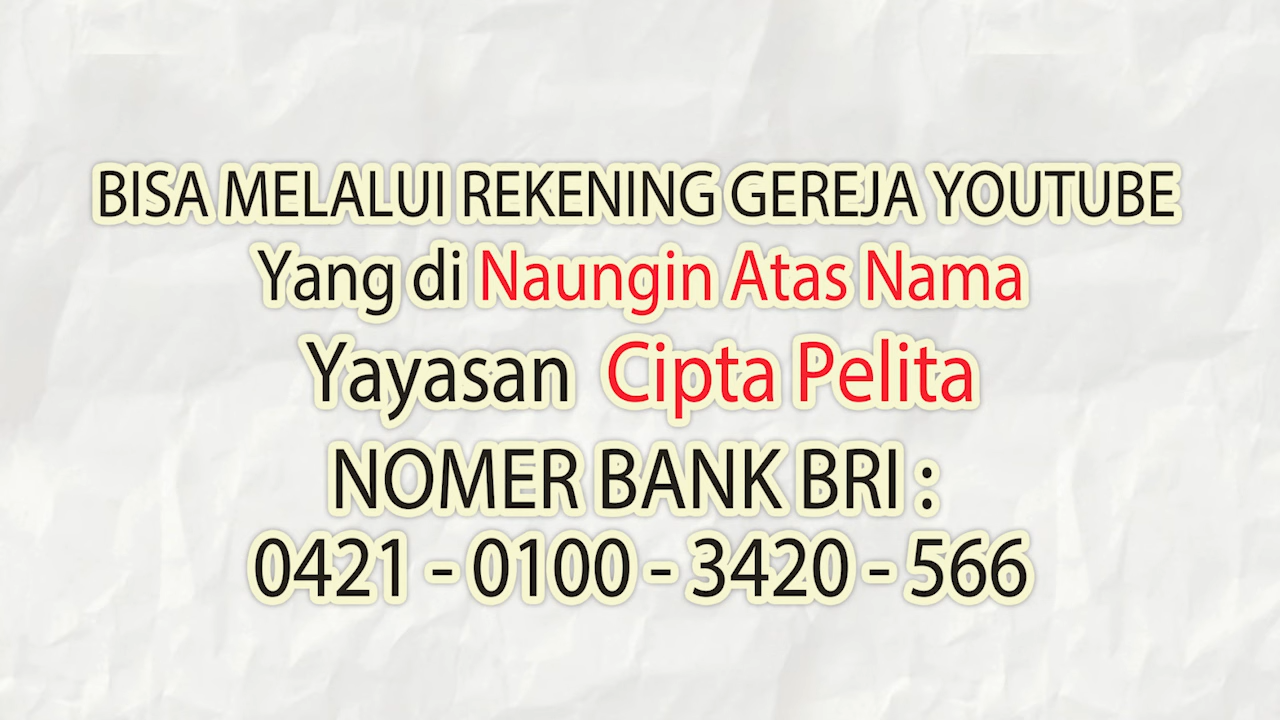 BISA MELALUI REKENING GEREJA YOUTUBE
Yang di Naungin Atas Nama
Yayasan Cipta Pelita
NOMER BANK BRI :
0421 - 0100 - 3420 - 566